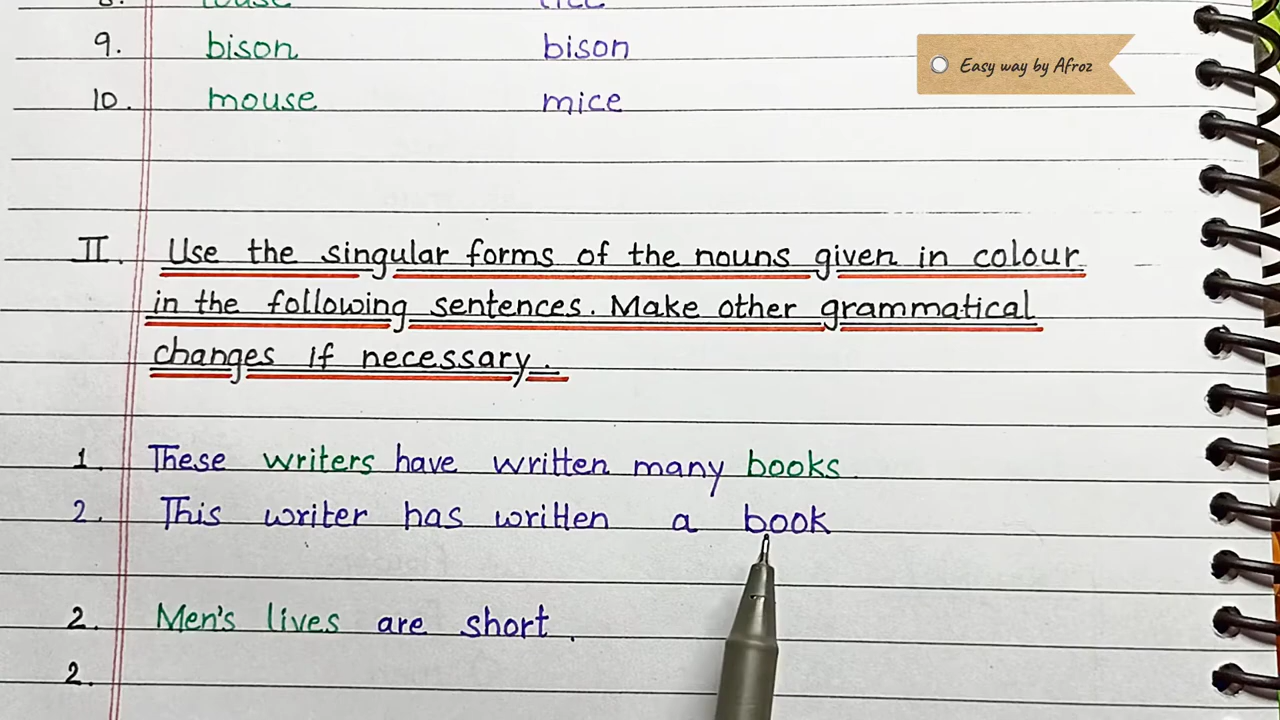 9. bison bison
10. mouse mice
Easy way by Afroz
II. Use the singular forms of the nouns given in colour
in the following sentences. Make other grammatical
changes if necessary.
1. These writers have written many books.
2. This writer has written a book
2. Men's lives are short.
2.